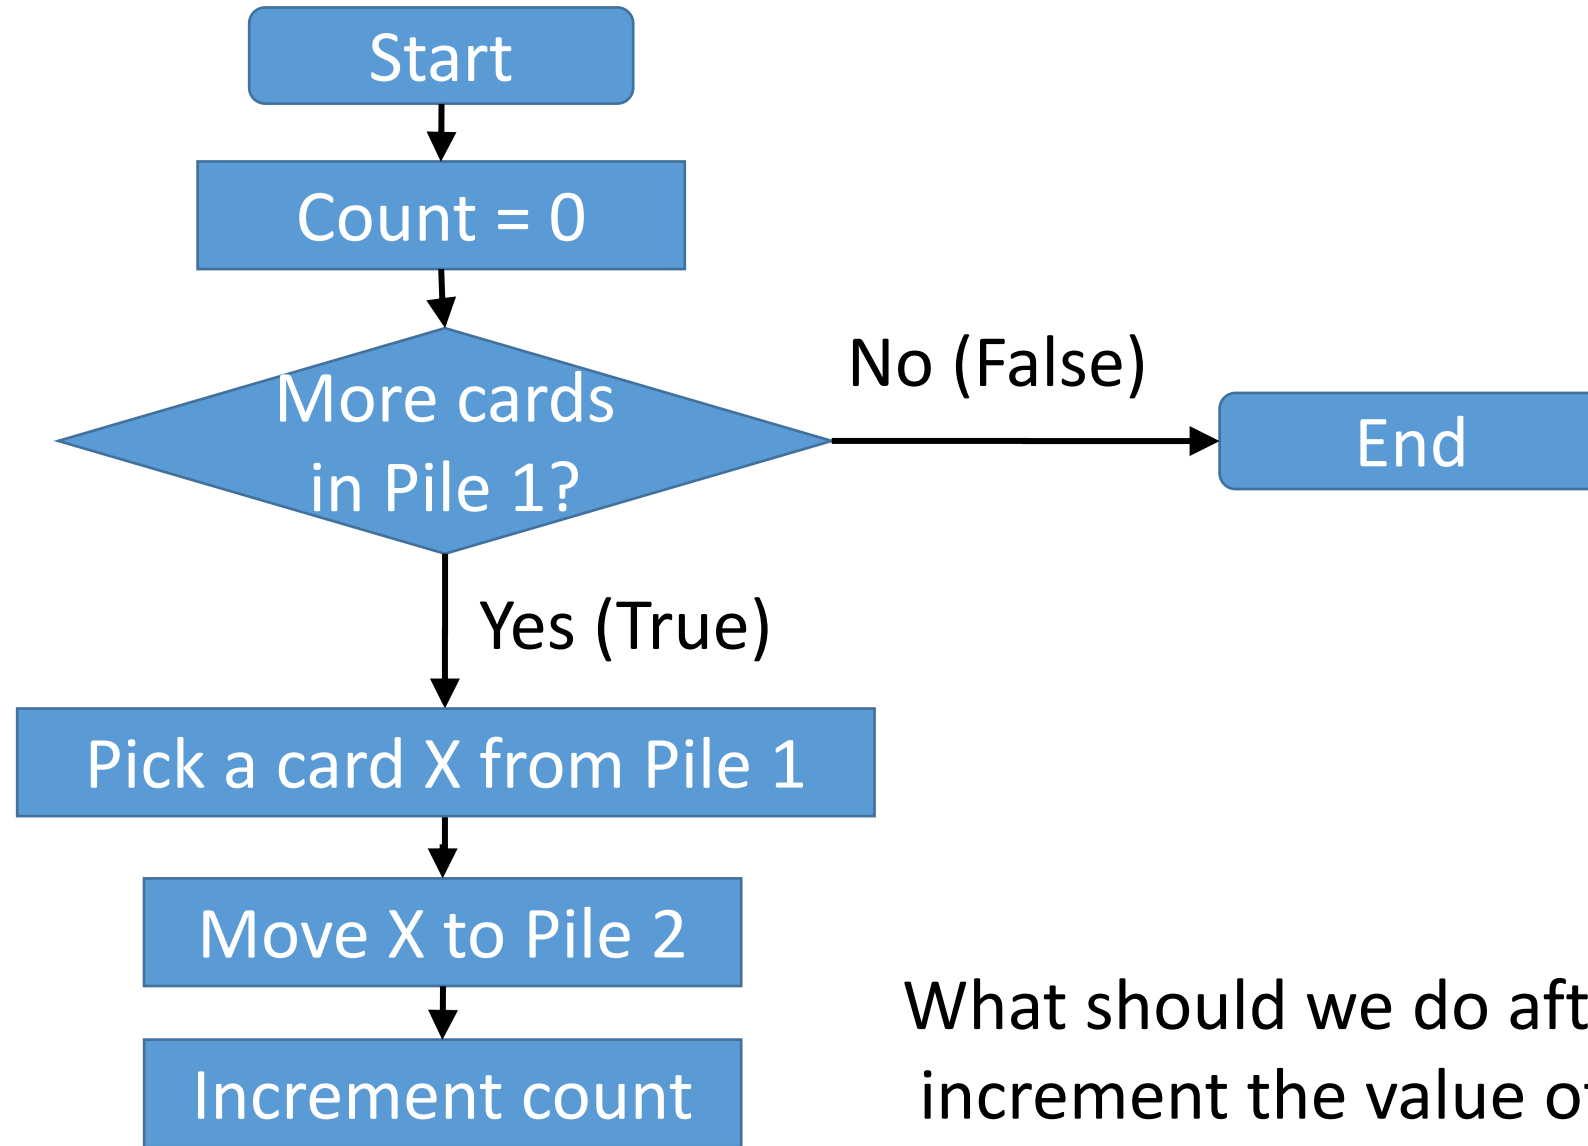 Start
Count = 0
More cards
in Pile 1?
No (False)
End
Yes (True)
Pick a card X from Pile 1
Move X to Pile 2
Increment count
What should we do aft
increment the value of